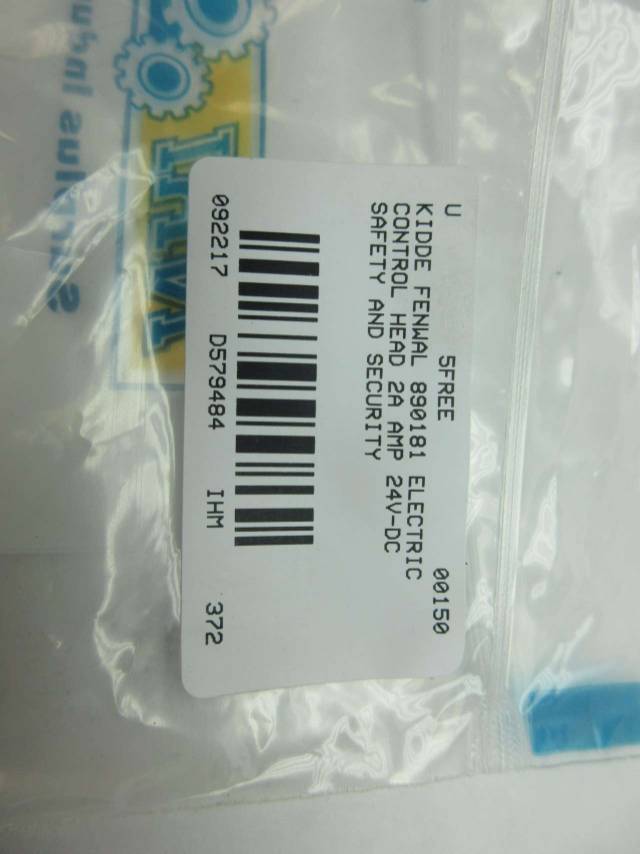 U 5FREE 00150
KIDDE FENWAL 890181 ELECTRIC
CONTROL HEAD 2A AMP 24V-DC
SAFETY AND SECURITY
092217 D579484 IHM 372